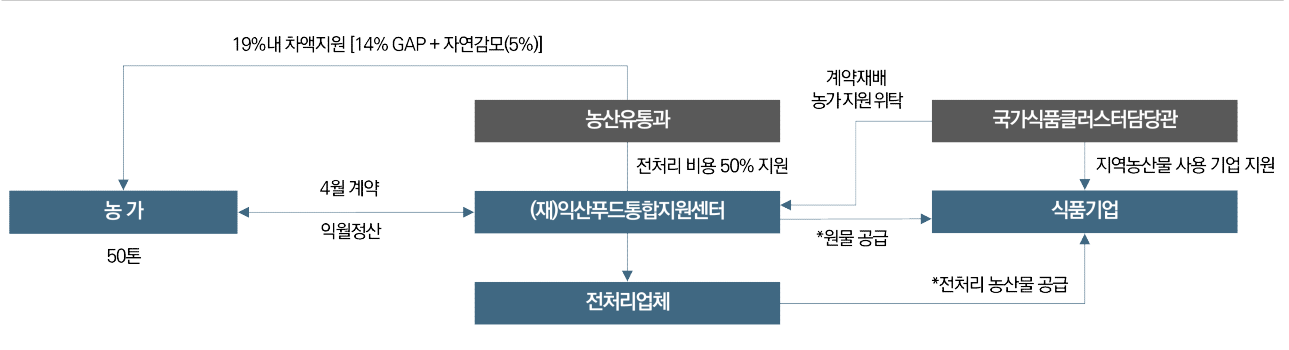 19%내 차액지원 [14% GAP + 자연감모(5%)]
계약재배
농가 지원 위탁
농산유통과
국가식품클러스터담당관
전처리 비용 50% 지원
지역농산물 사용 기업 지원
4월 계약
농 가
(재)익산푸드통합지원센터
식품기업
익월정산
*원물 공급
50톤
*전처리 농산물 공급
전처리업체